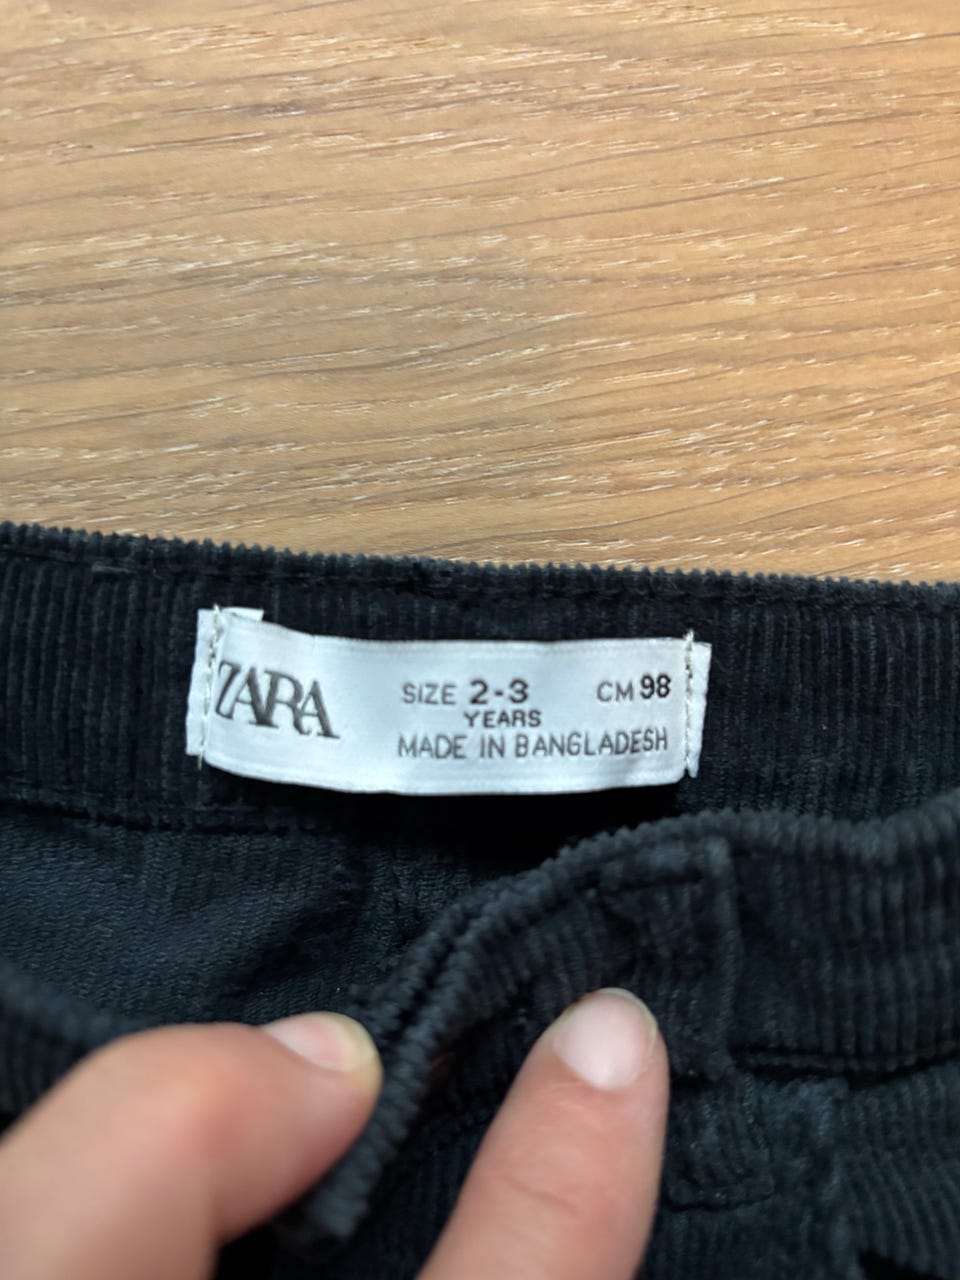 ZARA
SIZE 2-3
YEARS
CM 98
MADE IN BANGLADESH